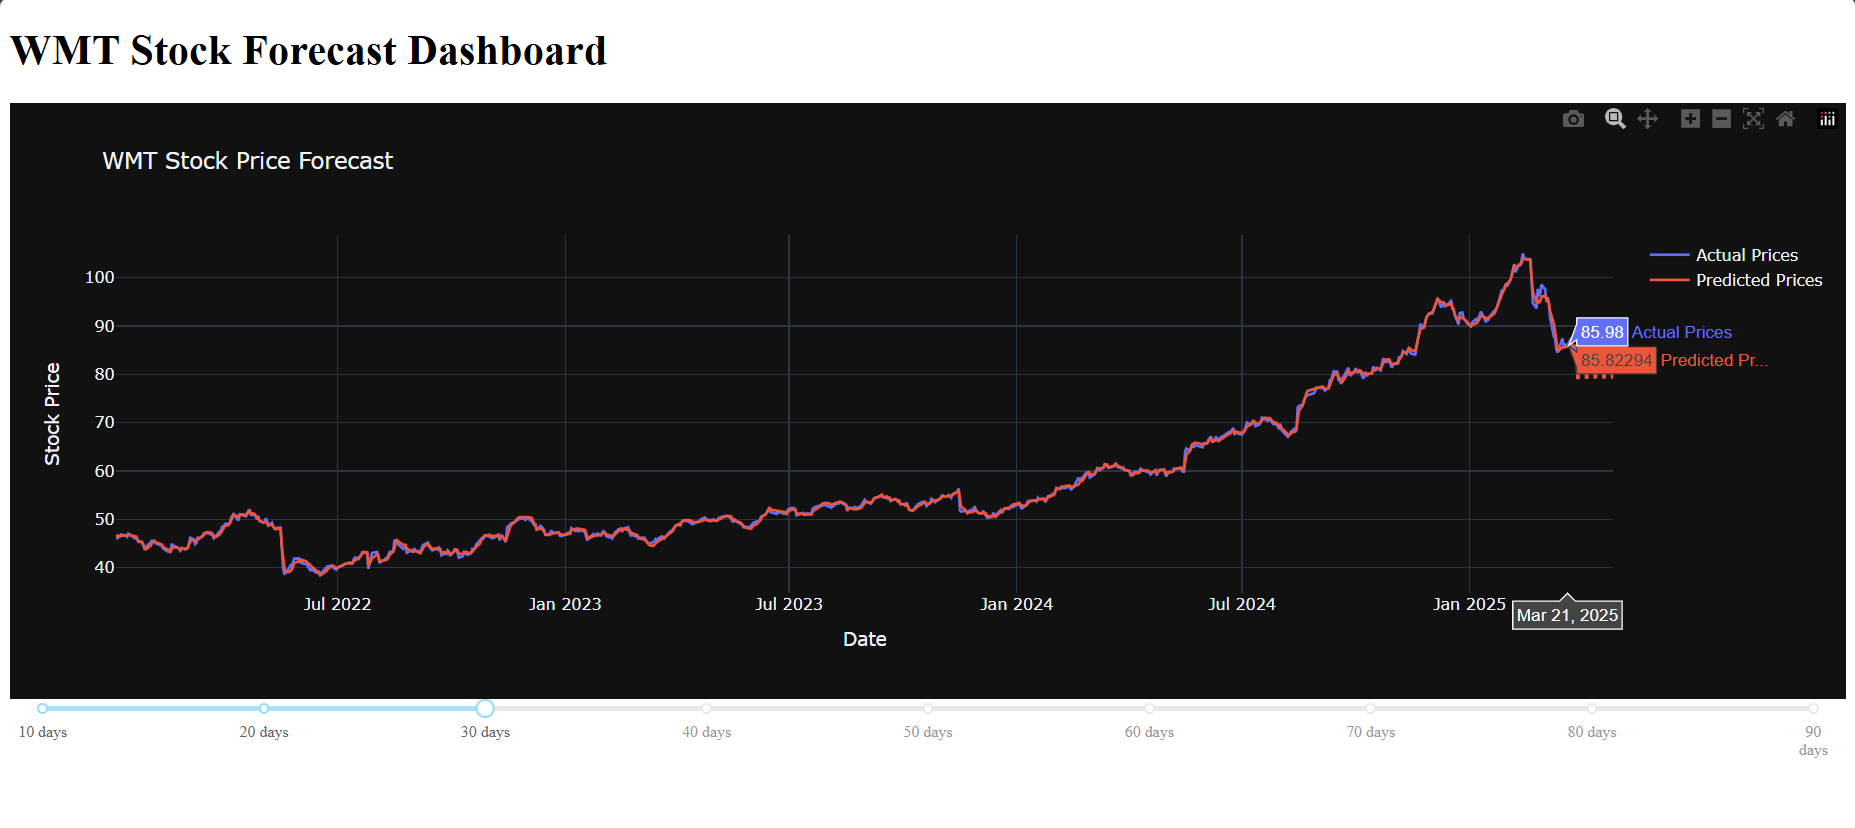 WMT Stock Forecast Dashboard
WMT Stock Price Forecast
Actual Prices
Predicted Prices
100
90
80
70
60
50
40
Stock Price
85.98 Actual Prices
85.82294 Predicted Pr...
Jul 2022
Jan 2023
Jul 2023
Jan 2024
Jul 2024
Jan 2025
Mar 21, 2025
Date
10 days
20 days
30 days
40 days
50 days
60 days
70 days
80 days
90
days